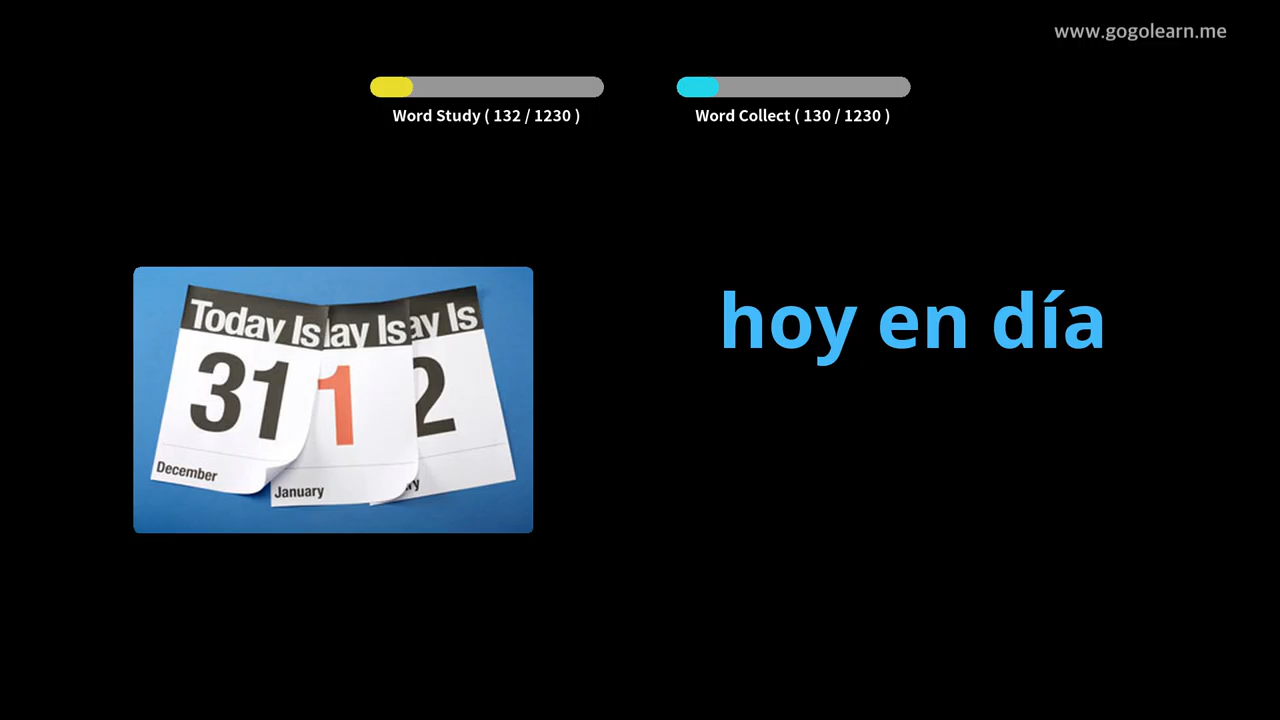 www.gogolearn.me
Word Study ( 132 / 1230 )
Word Collect ( 130 / 1230 )
Today Is
31
December
ay Is
1
January
ay Is
2
ry
hoy en día